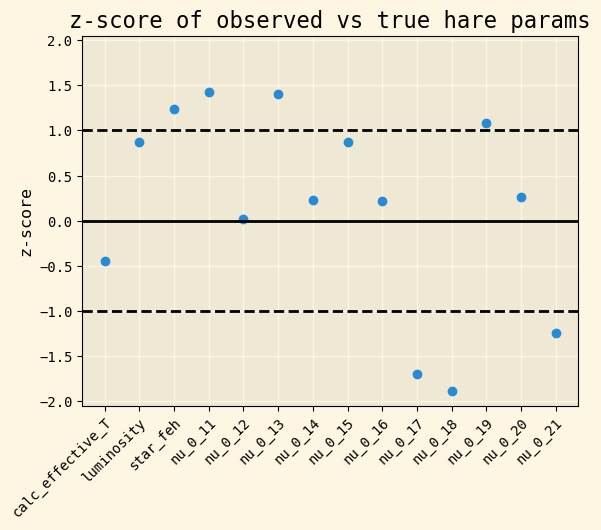 z-score of observed vs true hare params
z-score
2.0
1.5
1.0
0.5
0.0
−0.5
−1.0
−1.5
−2.0
calc_effective_T
luminosity
star_feh
nu_0_11
nu_0_12
nu_0_13
nu_0_14
nu_0_15
nu_0_16
nu_0_17
nu_0_18
nu_0_19
nu_0_20
nu_0_21